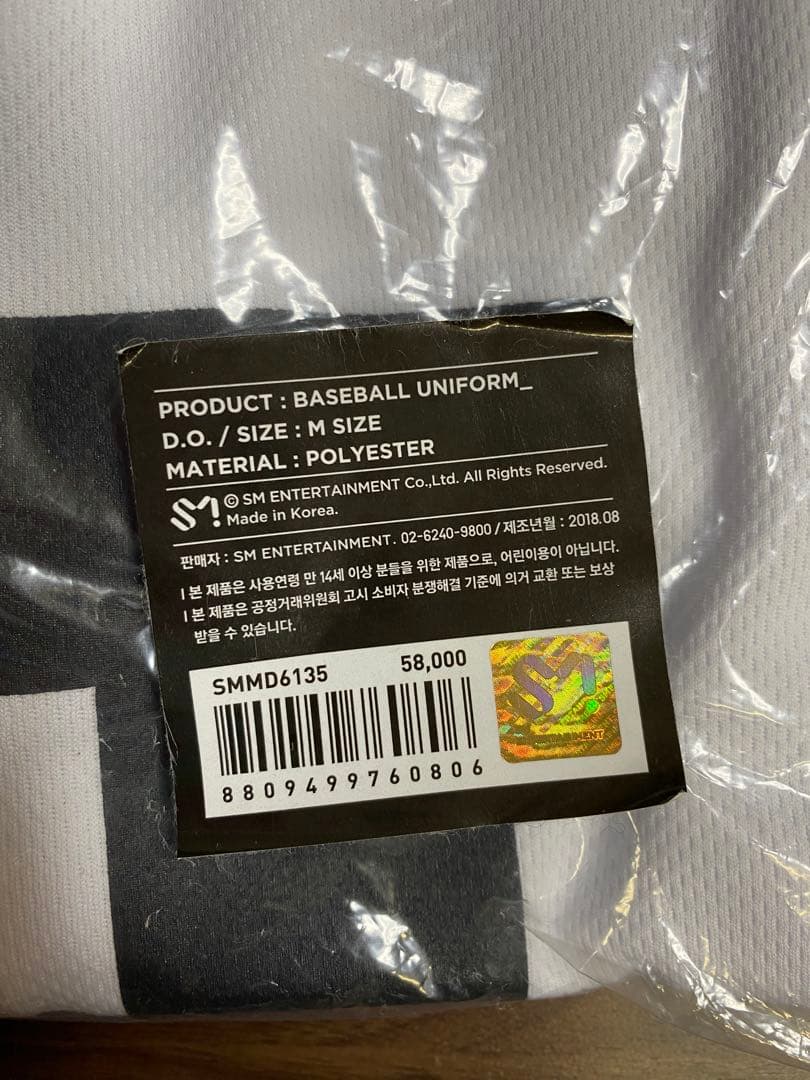 PRODUCT : BASEBALL UNIFORM_
D.O. / SIZE : M SIZE
MATERIAL : POLYESTER
SM! © SM ENTERTAINMENT Co.,Ltd. All Rights Reserved.
Made in Korea.
판매자 : SM ENTERTAINMENT. 02-6240-9800 / 제조년월 : 2018.08
| 본 제품은 사용연령 만 14세 이상 분들을 위한 제품으로, 어린이용이 아닙니다.
| 본 제품은 공정거래위원회 고시 소비자 분쟁해결 기준에 의거 교환 또는 보상
받을 수 있습니다.
SMMD6135 58,000
8809499760806
SM